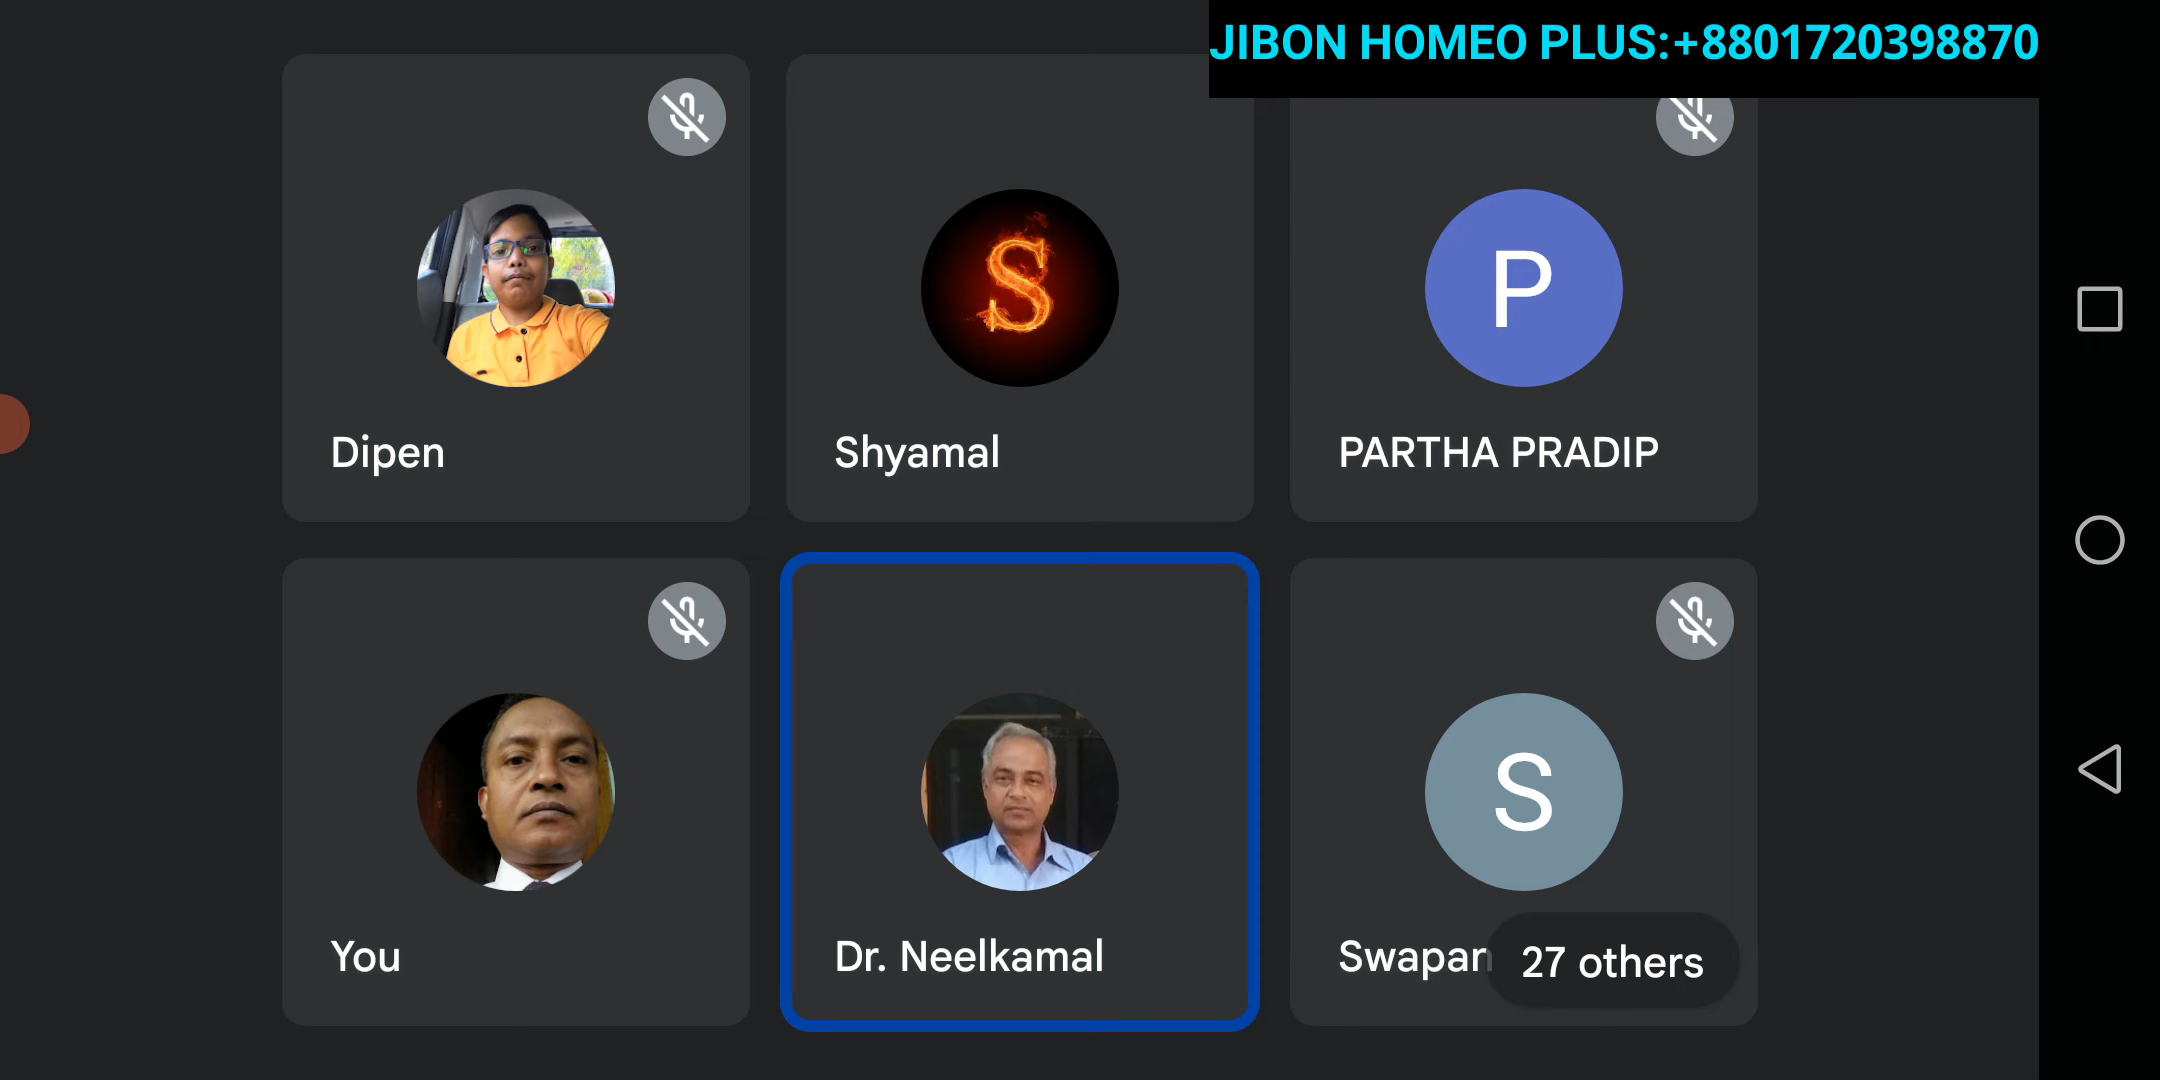 JIBON HOMEO PLUS:+8801720398870
S
P
Dipen
Shyamal
PARTHA PRADIP
S
You
Dr. Neelkamal
Swapan
27 others